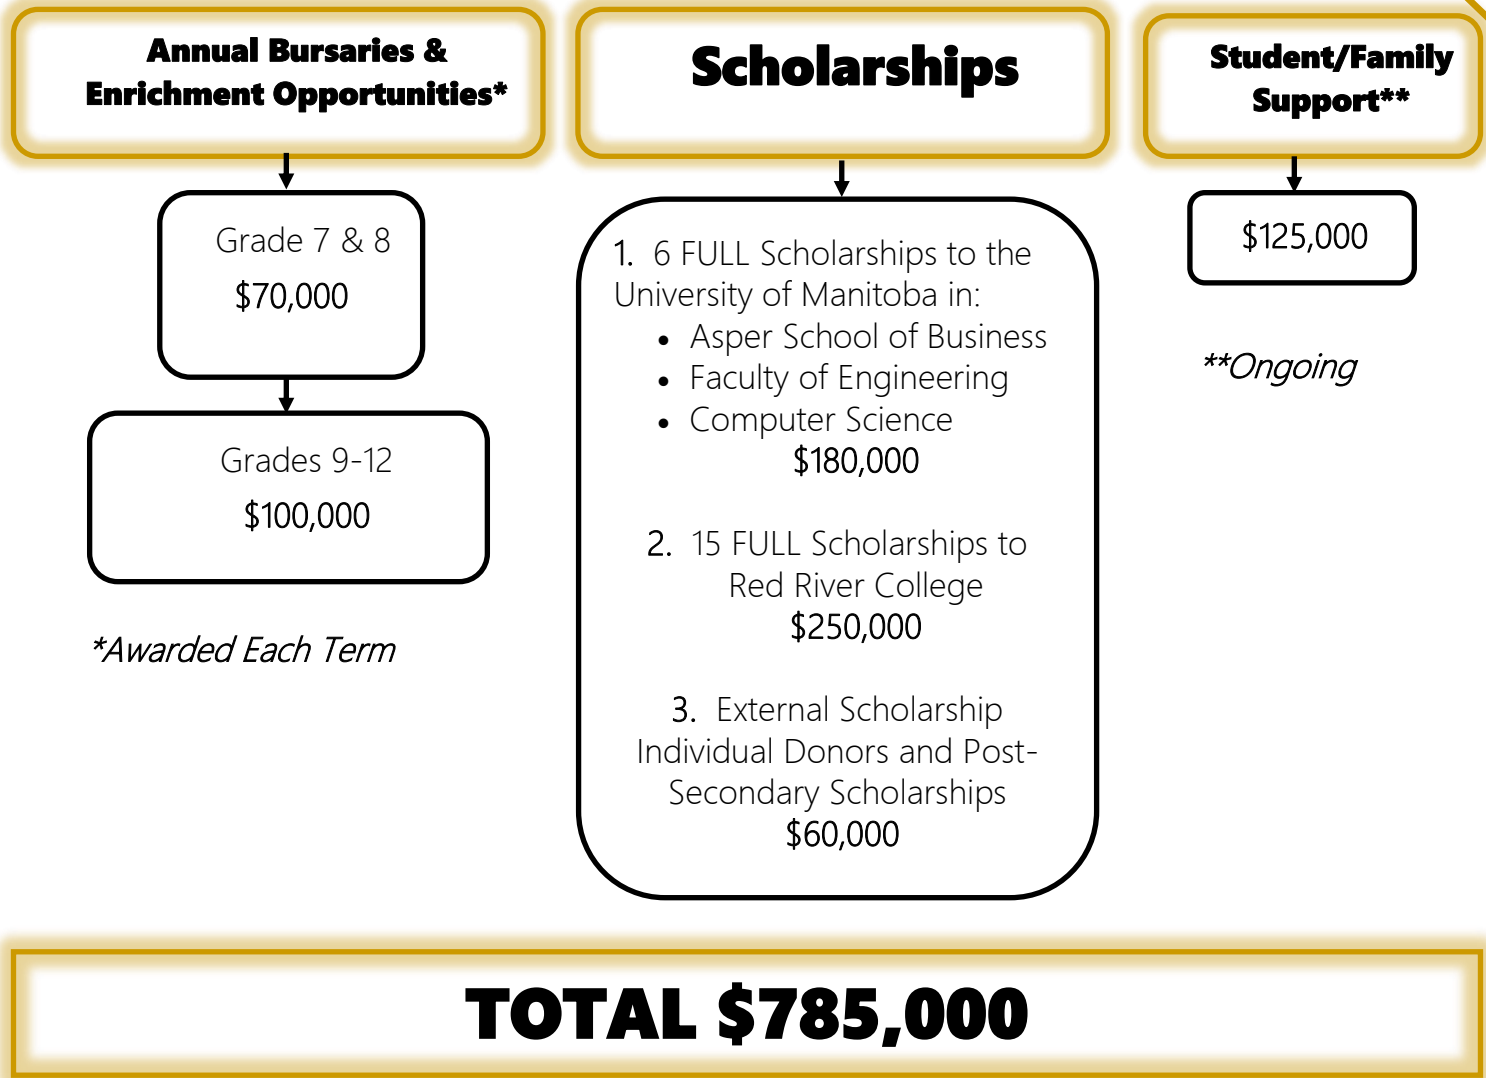 Annual Bursaries &
Enrichment Opportunities*
Grade 7 & 8
$70,000
Grades 9-12
$100,000
*Awarded Each Term
Scholarships
1. 6 FULL Scholarships to the
University of Manitoba in:
• Asper School of Business
• Faculty of Engineering
• Computer Science
$180,000
2. 15 FULL Scholarships to
Red River College
$250,000
3. External Scholarship
Individual Donors and Post-
Secondary Scholarships
$60,000
Student/Family
Support**
$125,000
**Ongoing
TOTAL $785,000